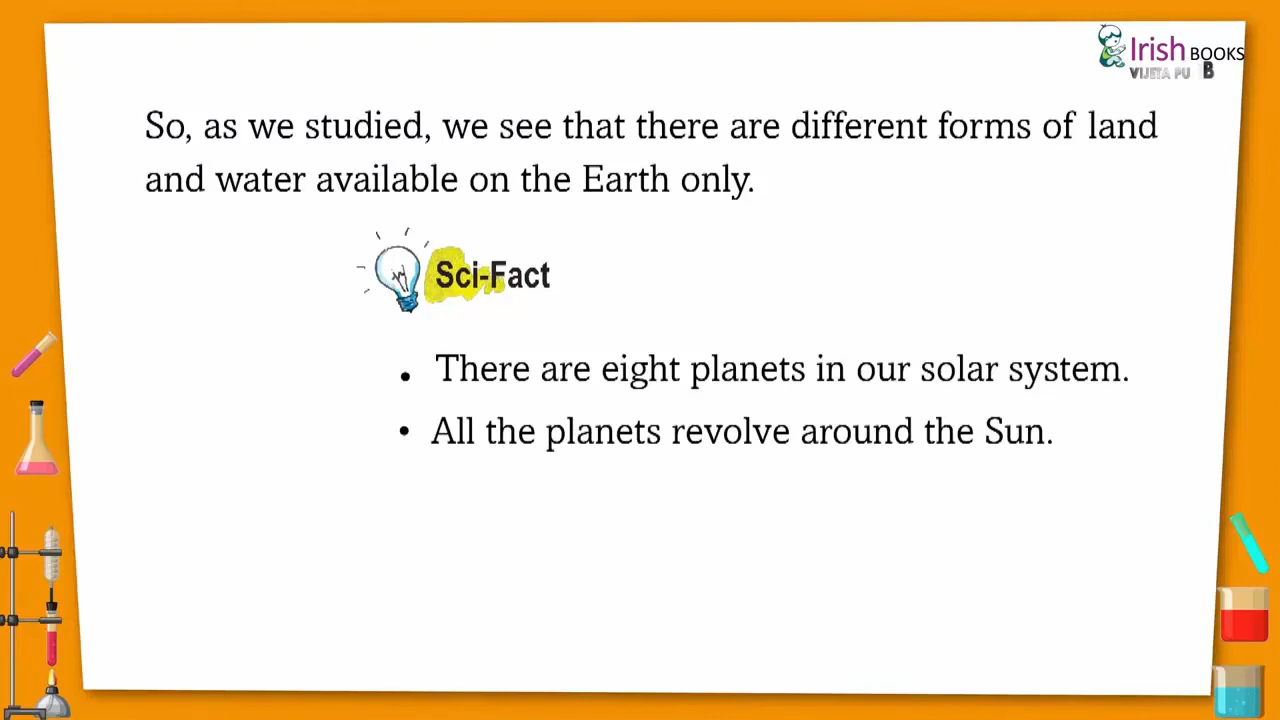 Irish BOOKS
VIJETA PU B
So, as we studied, we see that there are different forms of land
and water available on the Earth only.
Sci-Fact
• There are eight planets in our solar system.
• All the planets revolve around the Sun.